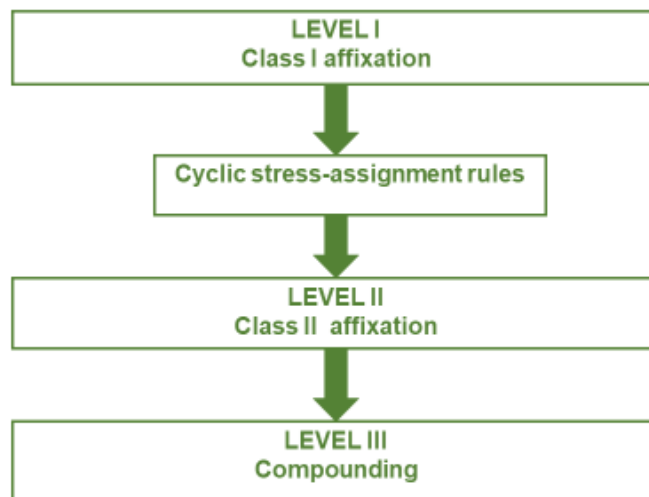 LEVEL I
Class I affixation
Cyclic stress-assignment rules
LEVEL II
Class II affixation
LEVEL III
Compounding